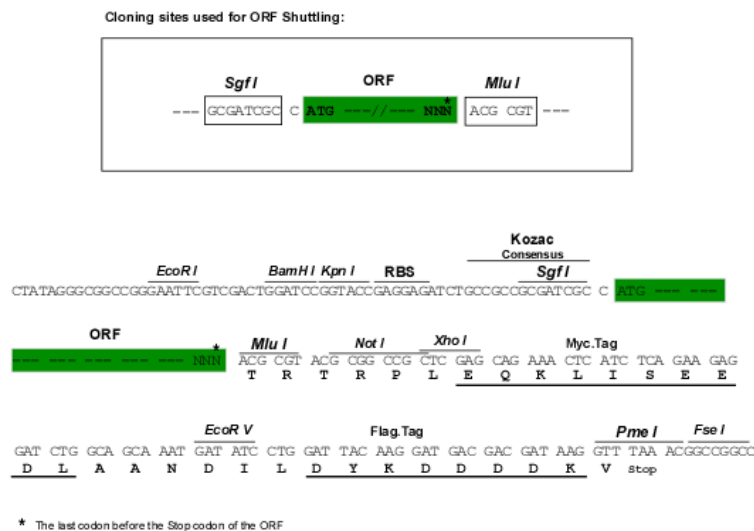 Cloning sites used for ORF Shuttling:
Sgf I ORF Mlu I
--- GCGATCGC C ATG ---//--- NNN* ACG CGT ---
Kozac
Consensus
EcoR I BamH I Kpn I RBS Sgf I
CTATAGGGCGGCCGGGAATTCGTCGACTGGATCCGGTACCGAGGAGATCTGCCGCCGCGATCGC C ATG --- ---
ORF Mlu I Not I Xho I Myc.Tag
--- --- --- --- --- --- NNN* ACG CGT ACG CGG CCG CTC GAG CAG AAA CTC ATC TCA GAA GAG
T R T R P L E Q K L I S E E
EcoR V Flag.Tag Pme I Fse I
GAT CTG GCA GCA AAT GAT ATC CTG GAT TAC AAG GAT GAC GAC GAT AAG GTT TAA ACGGCCGGCC
D L A A N D I L D Y K D D D D K V Stop
* The last codon before the Stop codon of the ORF